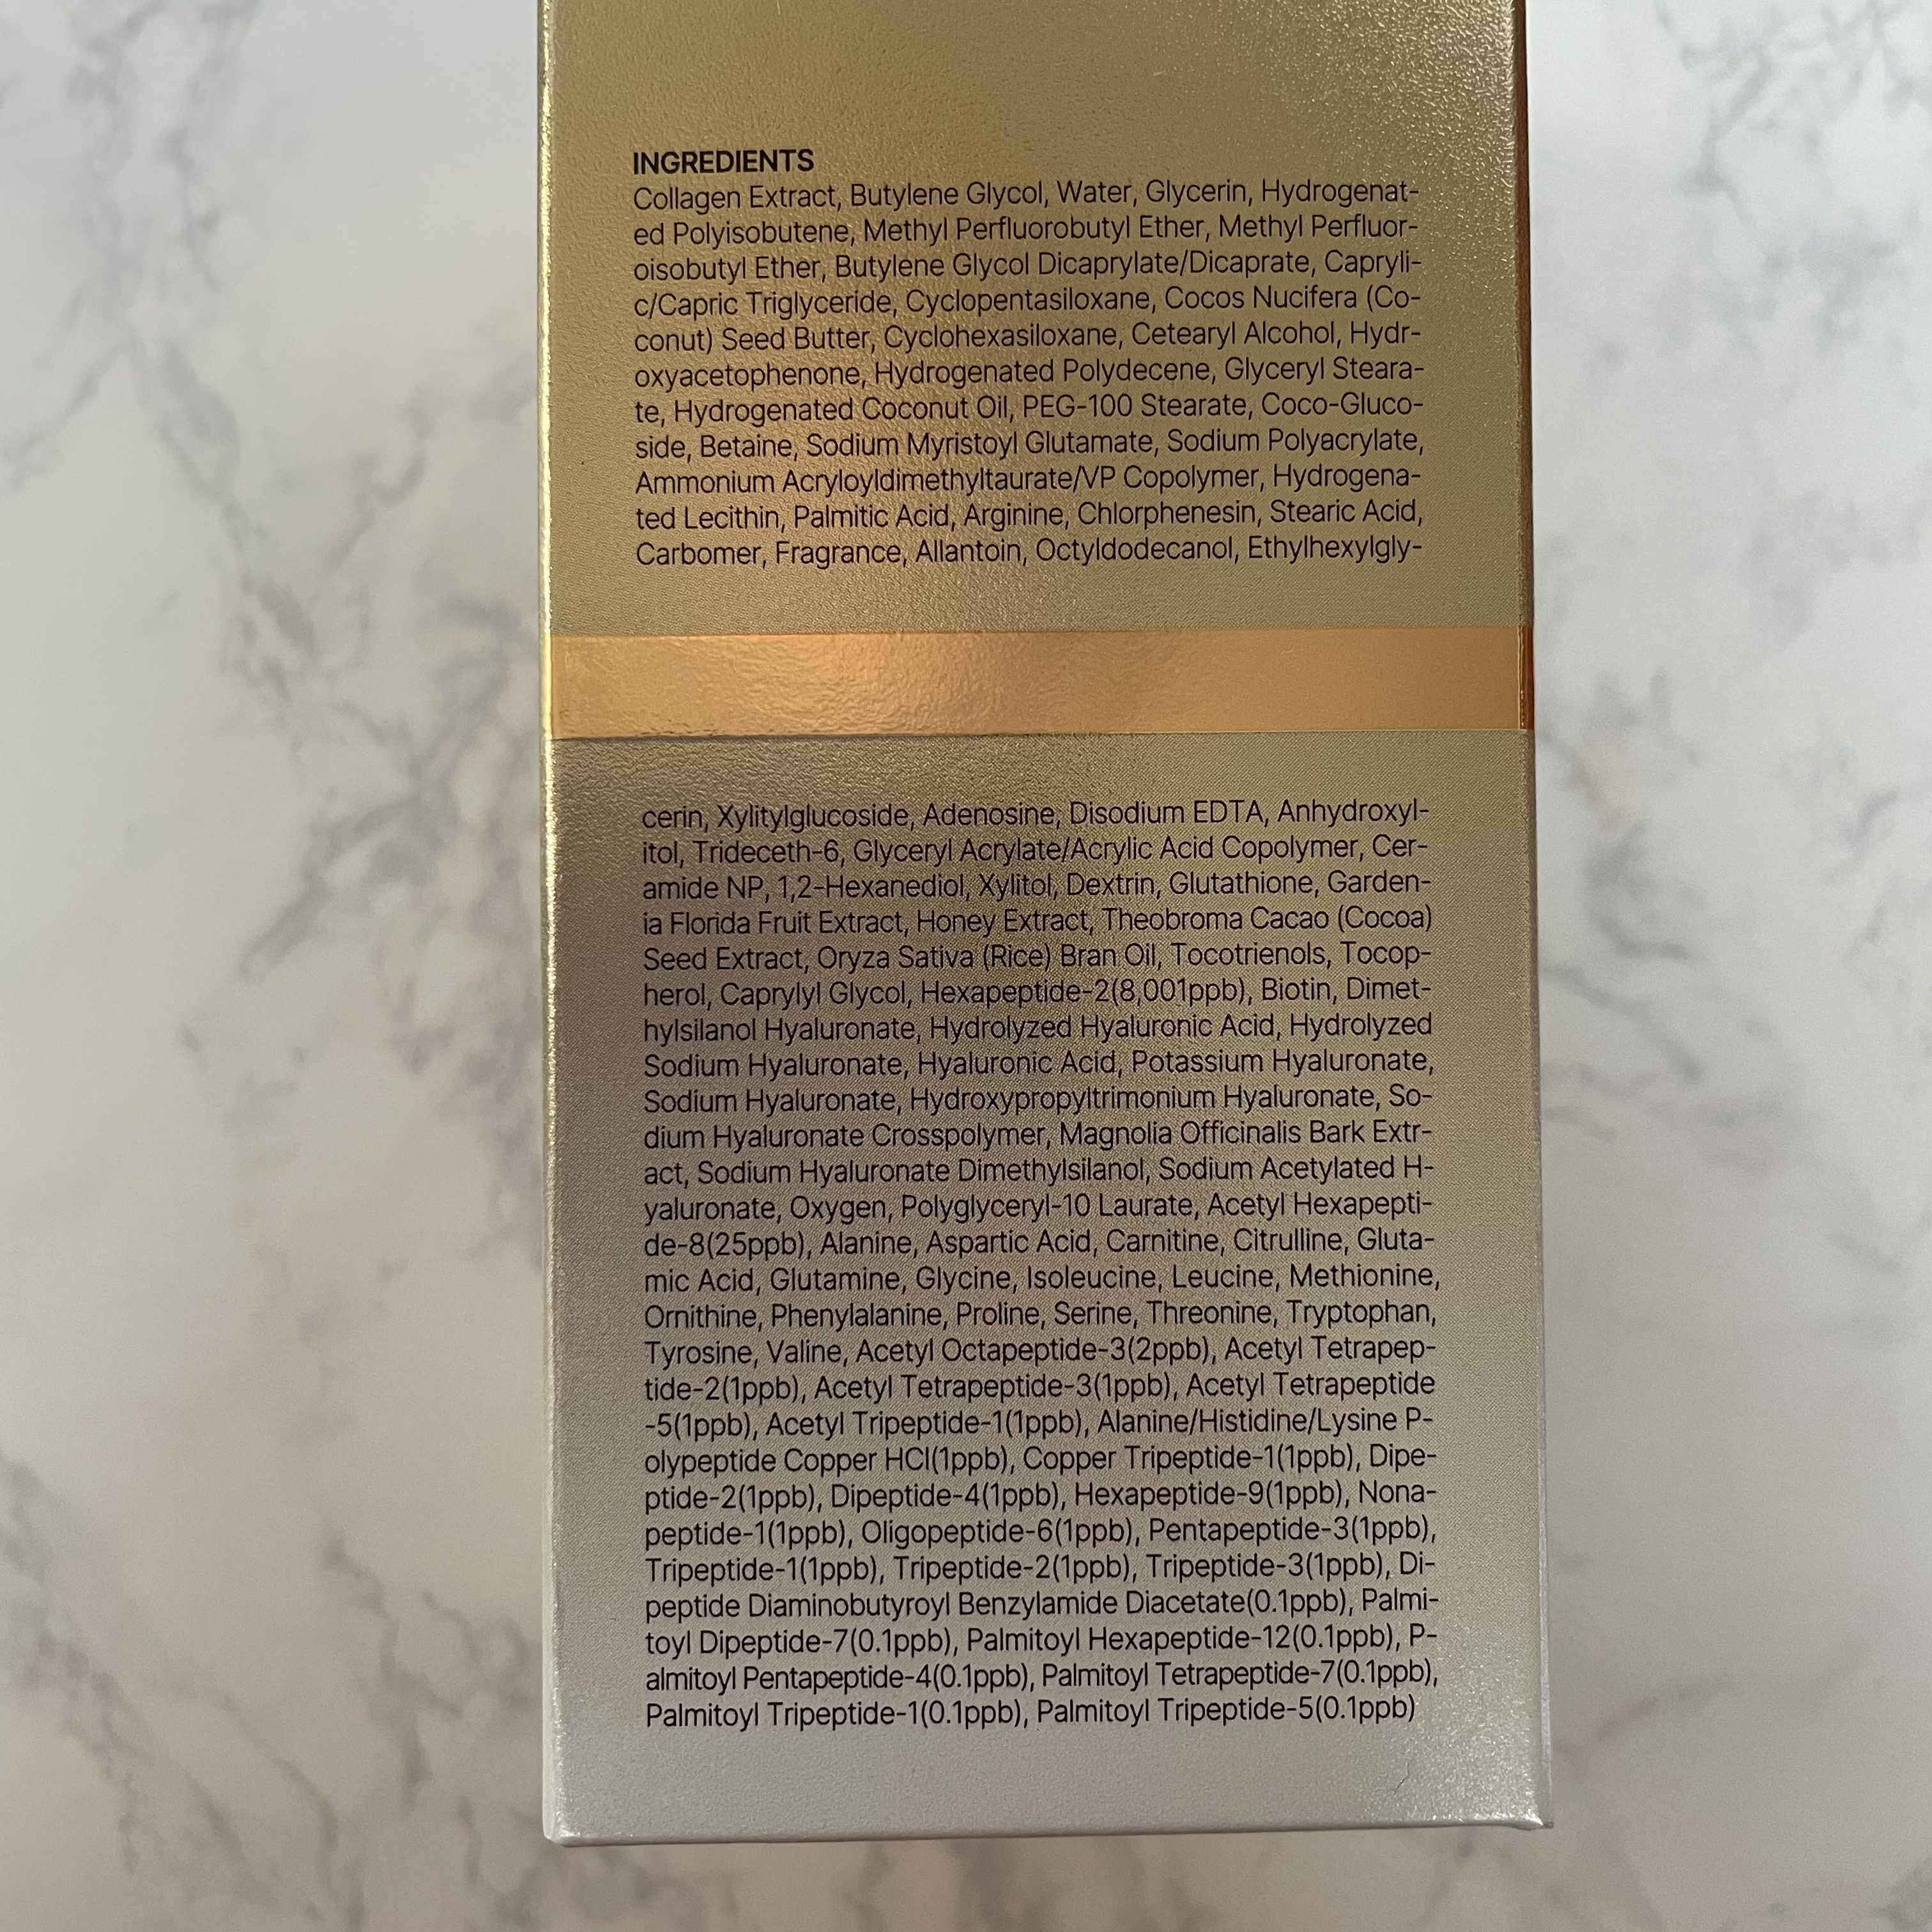 INGREDIENTS
Collagen Extract, Butylene Glycol, Water, Glycerin, Hydrogenat-
ed Polyisobutene, Methyl Perfluorobutyl Ether, Methyl Perfluor-
oisobutyl Ether, Butylene Glycol Dicaprylate/Dicaprate, Capryli-
c/Capric Triglyceride, Cyclopentasiloxane, Cocos Nucifera (Co-
conut) Seed Butter, Cyclohexasiloxane, Cetearyl Alcohol, Hydr-
oxyacetophenone, Hydrogenated Polydecene, Glyceryl Steara-
te, Hydrogenated Coconut Oil, PEG-100 Stearate, Coco-Gluco-
side, Betaine, Sodium Myristoyl Glutamate, Sodium Polyacrylate,
Ammonium Acryloyldimethyltaurate/VP Copolymer, Hydrogena-
ted Lecithin, Palmitic Acid, Arginine, Chlorphenesin, Stearic Acid,
Carbomer, Fragrance, Allantoin, Octyldodecanol, Ethylhexylgly-
cerin, Xylitylglucoside, Adenosine, Disodium EDTA, Anhydroxyl-
itol, Trideceth-6, Glyceryl Acrylate/Acrylic Acid Copolymer, Cer-
amide NP, 1,2-Hexanediol, Xylitol, Dextrin, Glutathione, Garden-
ia Florida Fruit Extract, Honey Extract, Theobroma Cacao (Cocoa)
Seed Extract, Oryza Sativa (Rice) Bran Oil, Tocotrienols, Tocop-
herol, Caprylyl Glycol, Hexapeptide-2(8,001ppb), Biotin, Dimet-
hylsilanol Hyaluronate, Hydrolyzed Hyaluronic Acid, Hydrolyzed
Sodium Hyaluronate, Hyaluronic Acid, Potassium Hyaluronate,
Sodium Hyaluronate, Hydroxypropyltrimonium Hyaluronate, So-
dium Hyaluronate Crosspolymer, Magnolia Officinalis Bark Extr-
act, Sodium Hyaluronate Dimethylsilanol, Sodium Acetylated H-
yaluronate, Oxygen, Polyglyceryl-10 Laurate, Acetyl Hexapepti-
de-8(25ppb), Alanine, Aspartic Acid, Carnitine, Citrulline, Gluta-
mic Acid, Glutamine, Glycine, Isoleucine, Leucine, Methionine,
Ornithine, Phenylalanine, Proline, Serine, Threonine, Tryptophan,
Tyrosine, Valine, Acetyl Octapeptide-3(2ppb), Acetyl Tetrapep-
tide-2(1ppb), Acetyl Tetrapeptide-3(1ppb), Acetyl Tetrapeptide
-5(1ppb), Acetyl Tripeptide-1(1ppb), Alanine/Histidine/Lysine P-
olypeptide Copper HCl(1ppb), Copper Tripeptide-1(1ppb), Dipe-
ptide-2(1ppb), Dipeptide-4(1ppb), Hexapeptide-9(1ppb), Nona-
peptide-1(1ppb), Oligopeptide-6(1ppb), Pentapeptide-3(1ppb),
Tripeptide-1(1ppb), Tripeptide-2(1ppb), Tripeptide-3(1ppb), Di-
peptide Diaminobutyroyl Benzylamide Diacetate(0.1ppb), Palmi-
toyl Dipeptide-7(0.1ppb), Palmitoyl Hexapeptide-12(0.1ppb), P-
almitoyl Pentapeptide-4(0.1ppb), Palmitoyl Tetrapeptide-7(0.1ppb),
Palmitoyl Tripeptide-1(0.1ppb), Palmitoyl Tripeptide-5(0.1ppb)